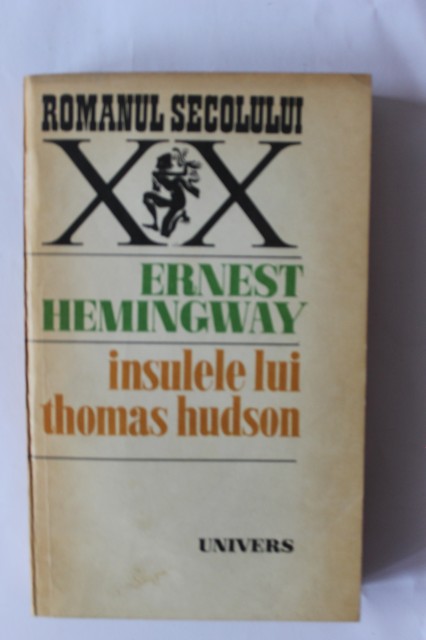 ROMANUL SECOLULUI
XX
ERNEST
HEMINGWAY
insulele lui
thomas hudson
UNIVERS